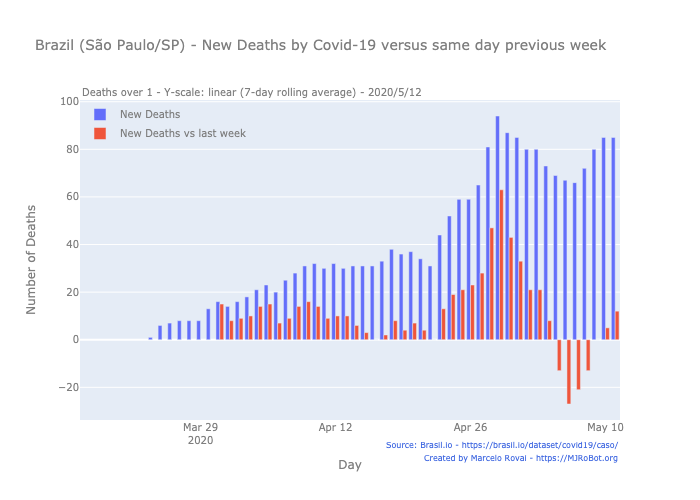 Brazil (São Paulo/SP) - New Deaths by Covid-19 versus same day previous week
Deaths over 1 - Y-scale: linear (7-day rolling average) - 2020/5/12
100
80
60
40
20
0
−20
New Deaths
New Deaths vs last week
Number of Deaths
Mar 29
2020
Apr 12
Apr 26
May 10
Day
Source: Brasil.io - https://brasil.io/dataset/covid19/caso/
Created by Marcelo Rovai - https://MJRoBot.org